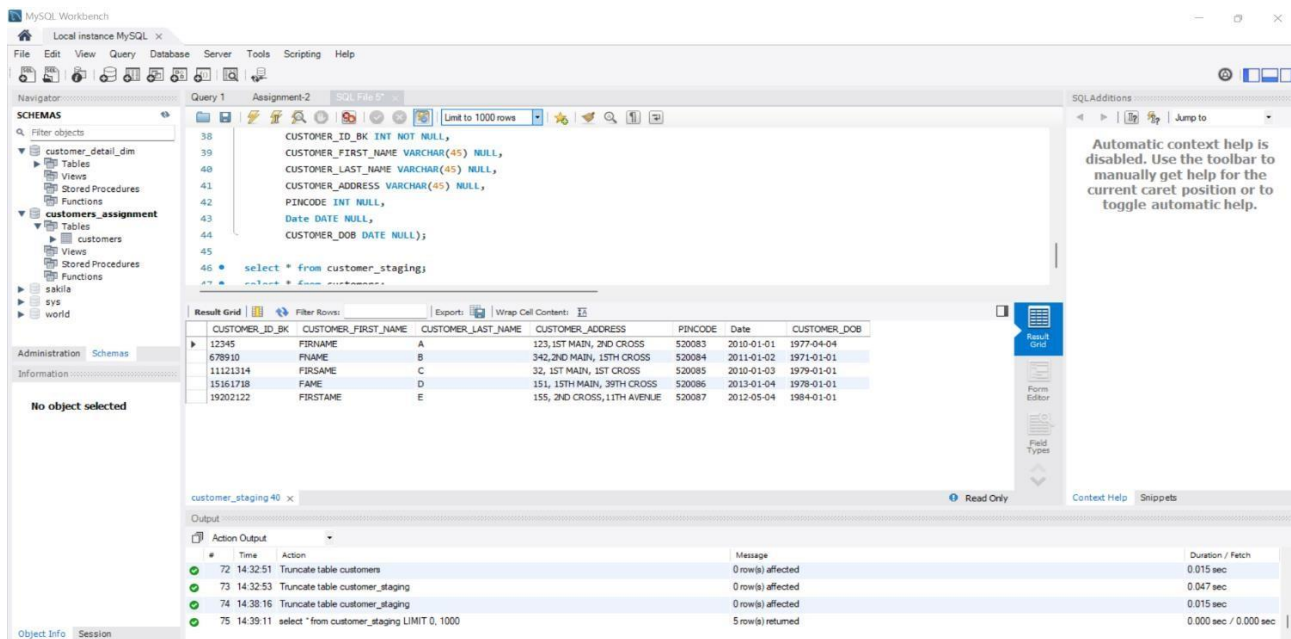 MySQL Workbench
Local instance MySQL ×
File Edit View Query Database Server Tools Scripting Help
Navigator
SCHEMAS
Filter objects
customer_detail_dim
Tables
Views
Stored Procedures
Functions
customers_assignment
Tables
customers
Views
Stored Procedures
Functions
sakila
sys
world
Administration Schemas
Information
No object selected
Object Info Session
Query 1 Assignment-2 SQL File 5* ×
Limit to 1000 rows
38 CUSTOMER_ID_BK INT NOT NULL,
39 CUSTOMER_FIRST_NAME VARCHAR(45) NULL,
40 CUSTOMER_LAST_NAME VARCHAR(45) NULL,
41 CUSTOMER_ADDRESS VARCHAR(45) NULL,
42 PINCODE INT NULL,
43 Date DATE NULL,
44 CUSTOMER_DOB DATE NULL);
45
46 select * from customer_staging;
47 select * from customers;
Result Grid Filter Rows: Export: Wrap Cell Content:
CUSTOMER_ID_BK CUSTOMER_FIRST_NAME CUSTOMER_LAST_NAME CUSTOMER_ADDRESS PINCODE Date CUSTOMER_DOB
12345 FIRNAME A 123,1ST MAIN, 2ND CROSS 520083 2010-01-01 1977-04-04
678910 FNAME B 342,2ND MAIN, 15TH CROSS 520084 2011-01-02 1971-01-01
11121314 FIRSAME C 32, 1ST MAIN, 1ST CROSS 520085 2010-01-03 1979-01-01
15161718 FAME D 151, 15TH MAIN, 39TH CROSS 520086 2013-01-04 1978-01-01
19202122 FIRSTAME E 155, 2ND CROSS,11TH AVENUE 520087 2012-05-04 1984-01-01
Result
Grid
Form
Editor
Field
Types
customer_staging 40 ×
Read Only
Output
Action Output
# Time Action Message Duration / Fetch
72 14:32:51 Truncate table customers 0 row(s) affected 0.015 sec
73 14:32:53 Truncate table customer_staging 0 row(s) affected 0.047 sec
74 14:38:16 Truncate table customer_staging 0 row(s) affected 0.015 sec
75 14:39:11 select * from customer_staging LIMIT 0, 1000 5 row(s) returned 0.000 sec / 0.000 sec
SQLAdditions
Jump to
Automatic context help is
disabled. Use the toolbar to
manually get help for the
current caret position or to
toggle automatic help.
Context Help Snippets